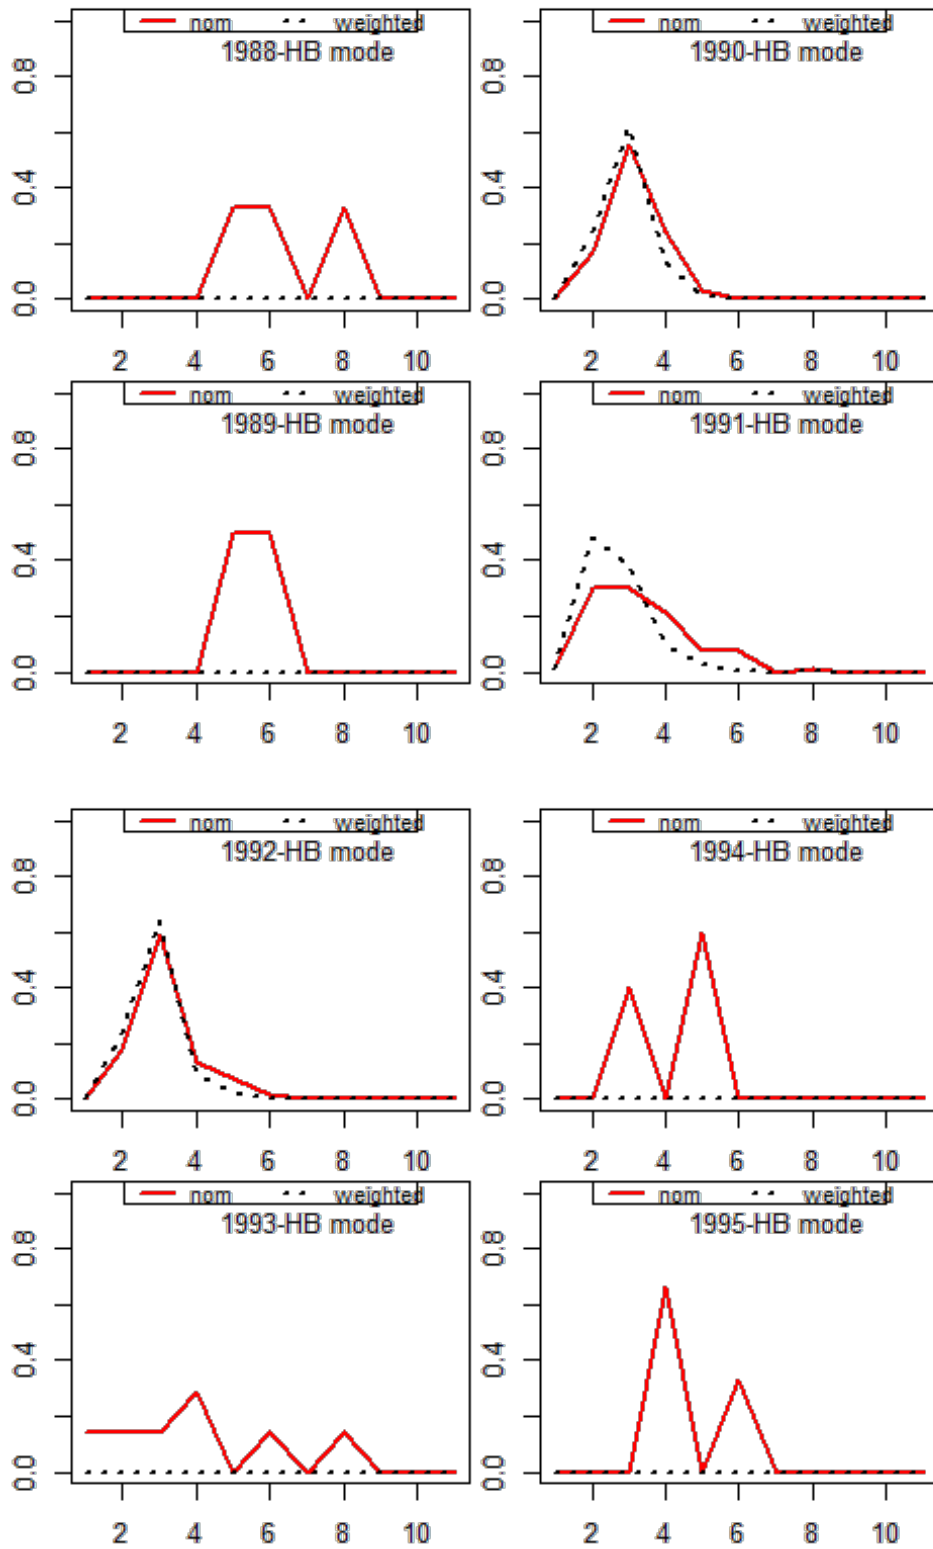 nom weighted
1988-HB mode
0.8
0.4
0.0
2 4 6 8 10
nom weighted
1990-HB mode
0.8
0.4
0.0
2 4 6 8 10
nom weighted
1989-HB mode
0.8
0.4
0.0
2 4 6 8 10
nom weighted
1991-HB mode
0.8
0.4
0.0
2 4 6 8 10
nom weighted
1992-HB mode
0.8
0.4
0.0
2 4 6 8 10
nom weighted
1994-HB mode
0.8
0.4
0.0
2 4 6 8 10
nom weighted
1993-HB mode
0.8
0.4
0.0
2 4 6 8 10
nom weighted
1995-HB mode
0.8
0.4
0.0
2 4 6 8 10